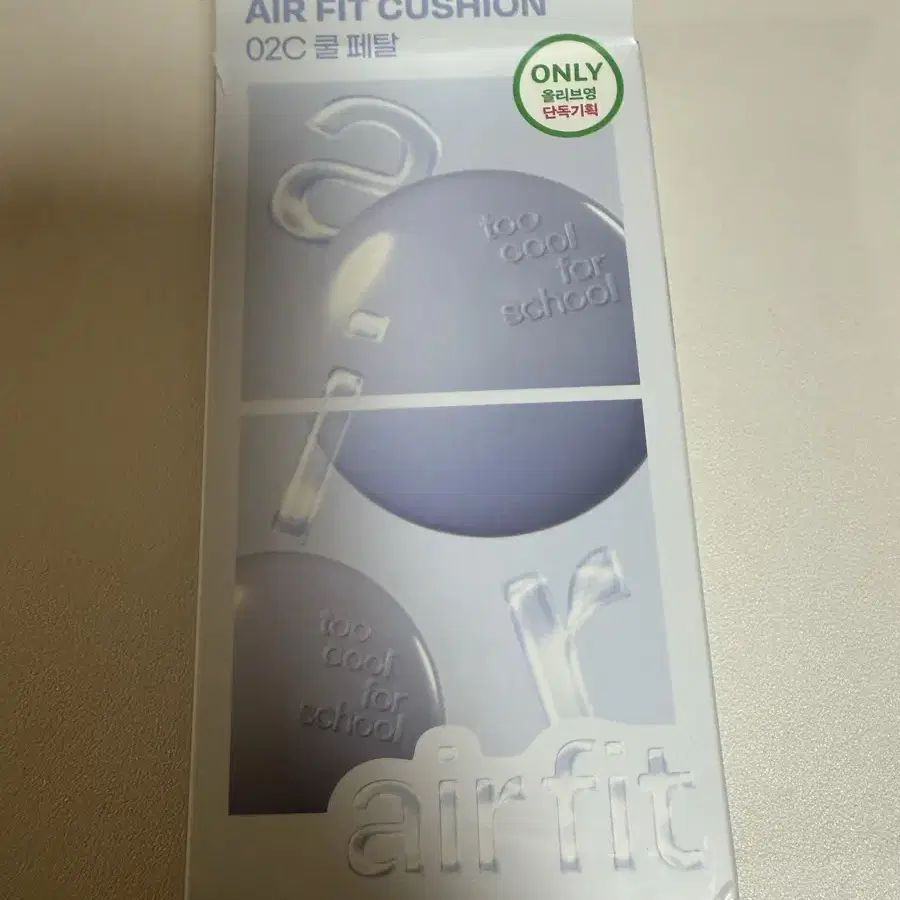 AIR FIT CUSHION
02C 쿨 페탈
ONLY
올리브영
단독기획
a
too
cool
for
school
i
r
too
cool
for
school
air fit